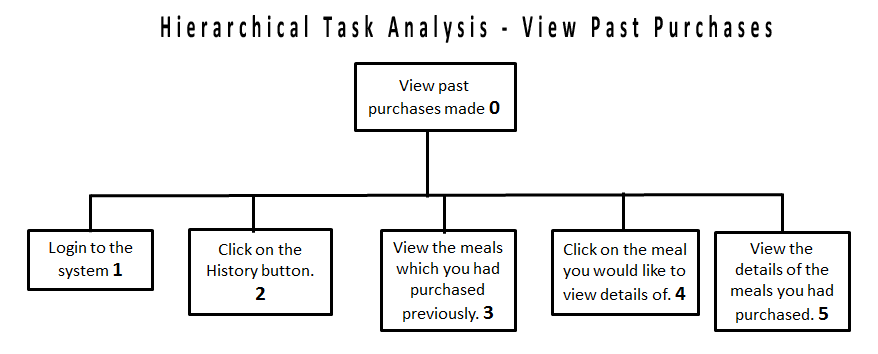 Hierarchical Task Analysis - View Past Purchases
View past
purchases made 0
Login to the
system 1
Click on the
History button.
2
View the meals
which you had
purchased
previously. 3
Click on the meal
you would like to
view details of. 4
View the
details of the
meals you had
purchased. 5